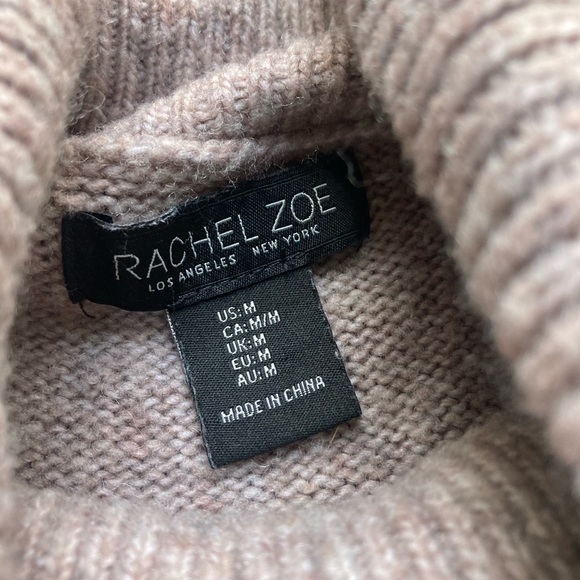 RACHEL ZOE
LOS ANGELES NEW YORK
US: M
CA: M/M
UK: M
EU: M
AU: M
MADE IN CHINA